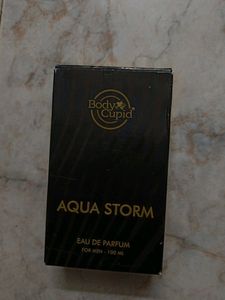 Body
Cupid®
AQUA STORM
EAU DE PARFUM
FOR MEN - 100 ML